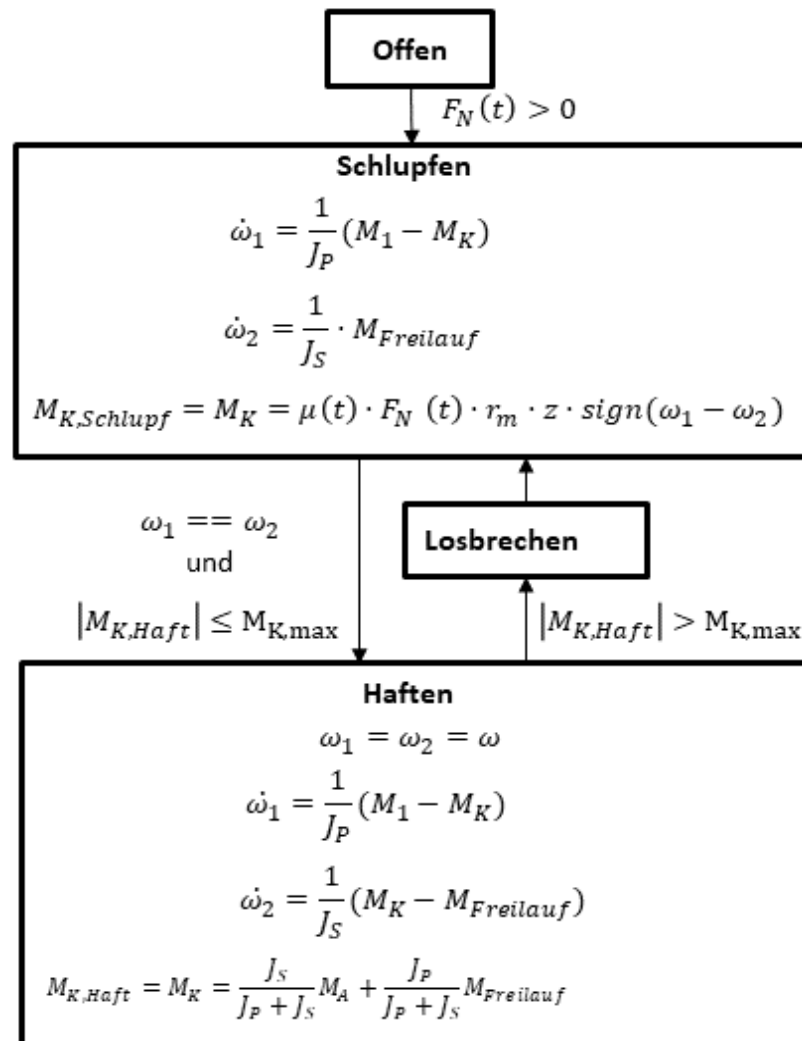 Offen
F_N(t) > 0
Schlupfen
ω̇_1 = 1/J_P (M_1 − M_K)
ω̇_2 = 1/J_S · M_Freilauf
M_K,Schlupf = M_K = μ(t) · F_N (t) · r_m · z · sign(ω_1 − ω_2)
ω_1 == ω_2
und
|M_K,Haft| ≤ M_K,max
Losbrechen
|M_K,Haft| > M_K,max
Haften
ω_1 = ω_2 = ω
ω̇_1 = 1/J_P (M_1 − M_K)
ω̇_2 = 1/J_S (M_K − M_Freilauf)
M_K,Haft = M_K = J_S/(J_P + J_S) M_A + J_P/(J_P + J_S) M_Freilauf